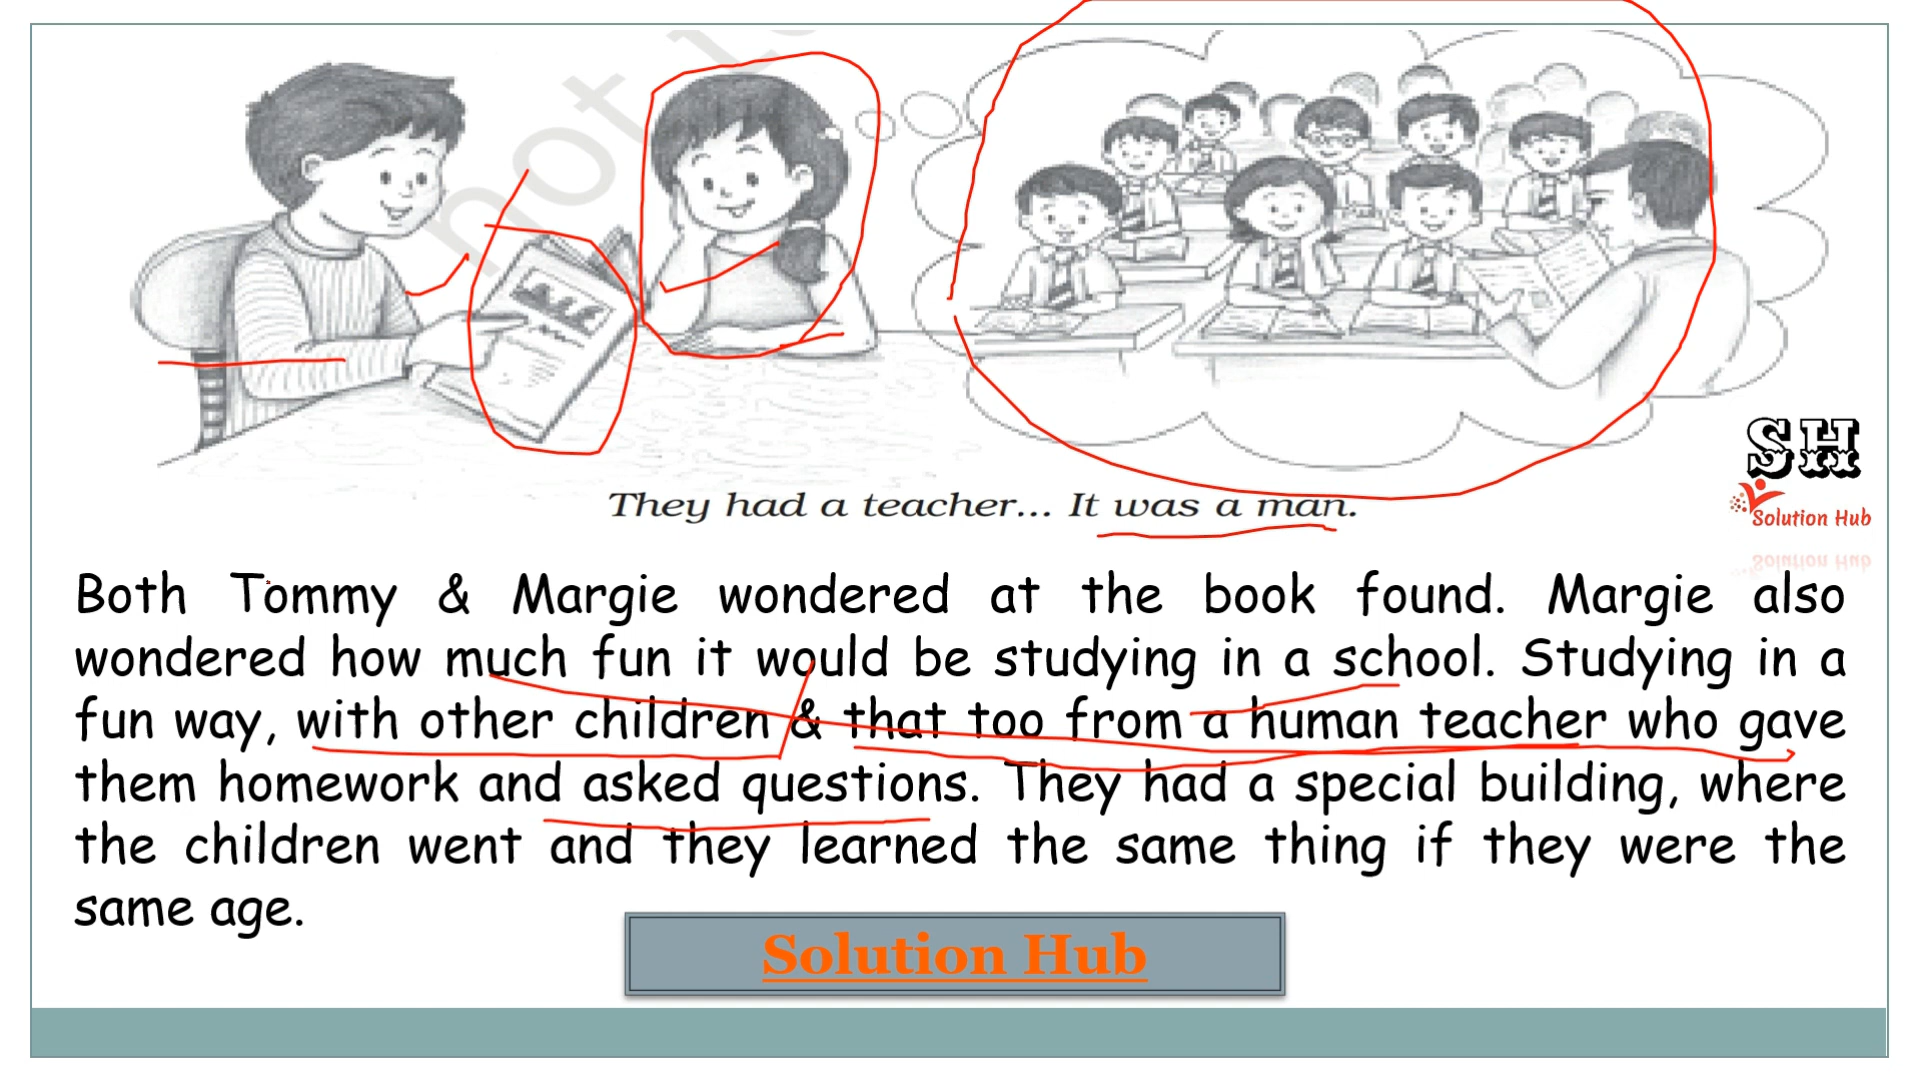 not
They had a teacher... It was a man.
SH
Solution Hub
Both Tommy & Margie wondered at the book found. Margie also
wondered how much fun it would be studying in a school. Studying in a
fun way, with other children & that too from a human teacher who gave
them homework and asked questions. They had a special building, where
the children went and they learned the same thing if they were the
same age.
Solution Hub